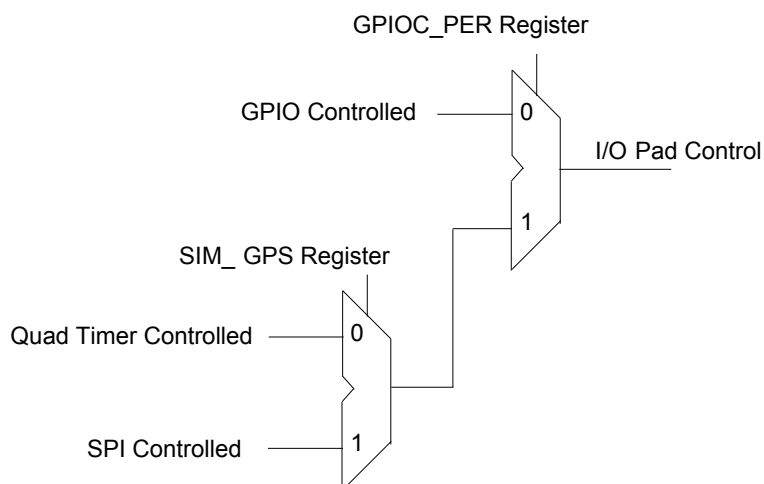 GPIOC_PER Register
GPIO Controlled
0
I/O Pad Control
1
SIM_ GPS Register
Quad Timer Controlled
0
SPI Controlled
1